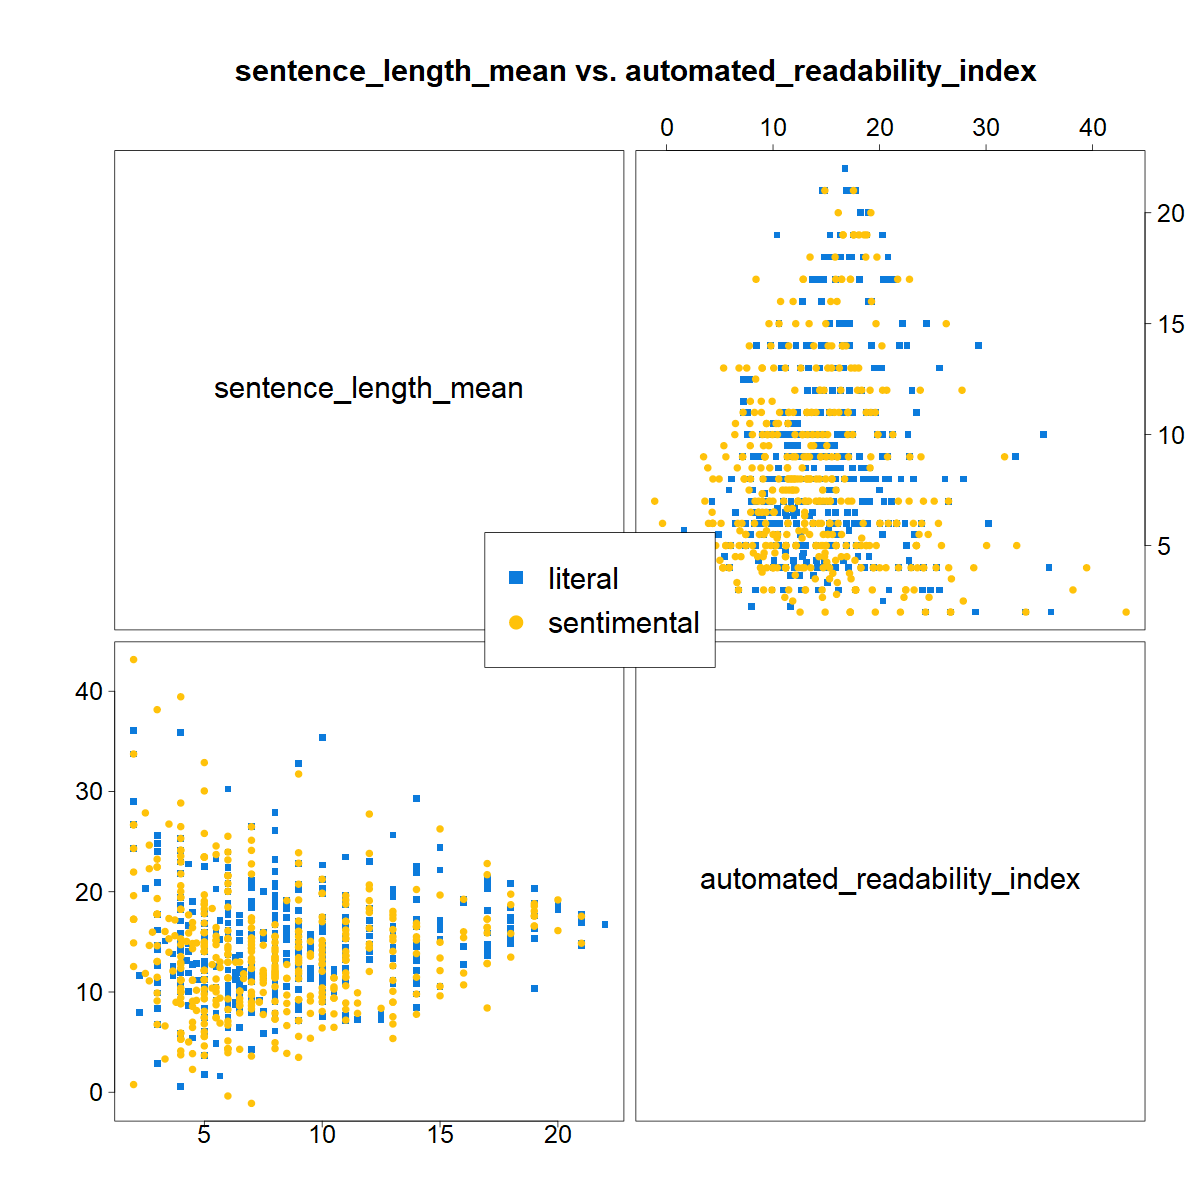 sentence_length_mean vs. automated_readability_index
0 10 20 30 40
sentence_length_mean
20
15
10
5
literal
sentimental
40
30
20
10
0
automated_readability_index
5 10 15 20